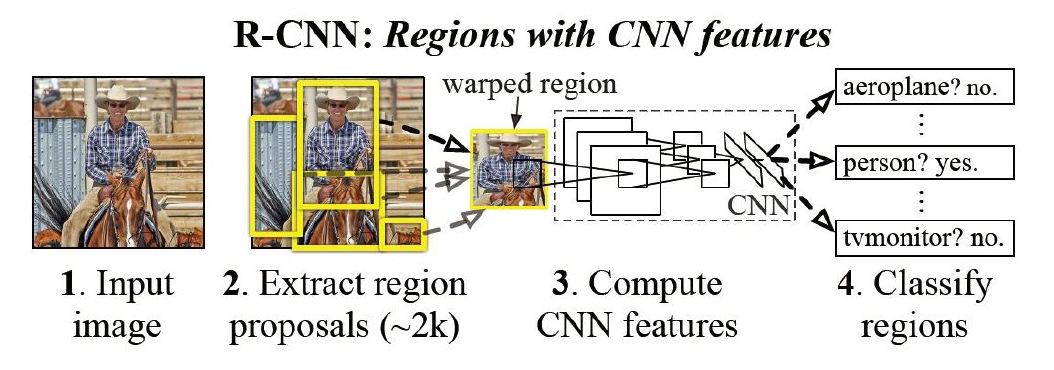 R-CNN: Regions with CNN features
warped region
aeroplane? no.
person? yes.
tvmonitor? no.
CNN
1. Input
image
2. Extract region
proposals (~2k)
3. Compute
CNN features
4. Classify
regions